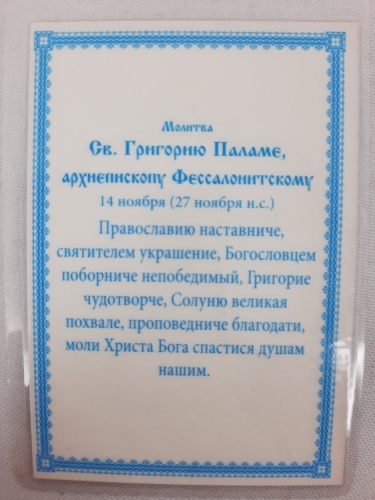 Молитва
Св. Григорию Паламе,
архиепископу Фессалонитскому
14 ноября (27 ноября н.с.)
Православию наставниче,
святителем украшение, Богословцем
поборниче непобедимый, Григорие
чудотворче, Солуню великая
похвале, проповедниче благодати,
моли Христа Бога спастися душам
нашим.